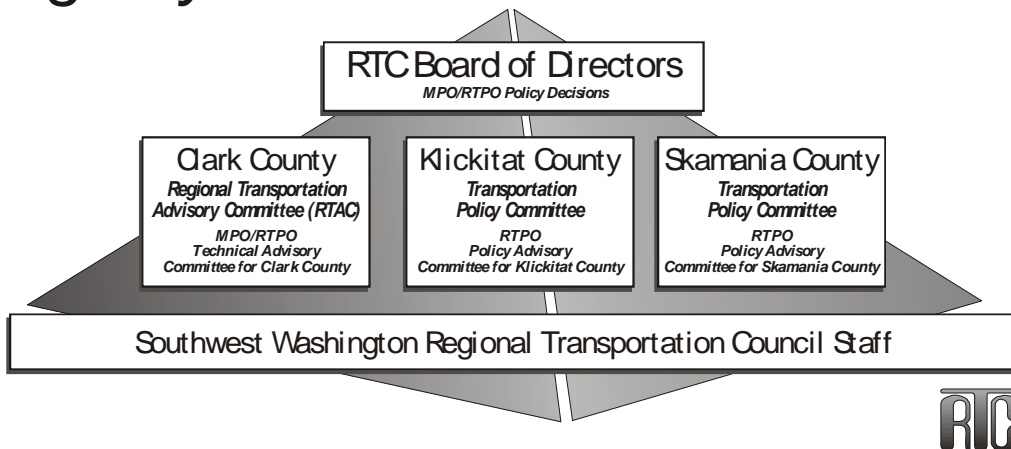 RTC Board of Directors
MPO/RTPO Policy Decisions
Clark County
Regional Transportation
Advisory Committee (RTAC)
MPO/RTPO
Technical Advisory
Committee for Clark County
Klickitat County
Transportation
Policy Committee
RTPO
Policy Advisory
Committee for Klickitat County
Skamania County
Transportation
Policy Committee
RTPO
Policy Advisory
Committee for Skamania County
Southwest Washington Regional Transportation Council Staff
RTC